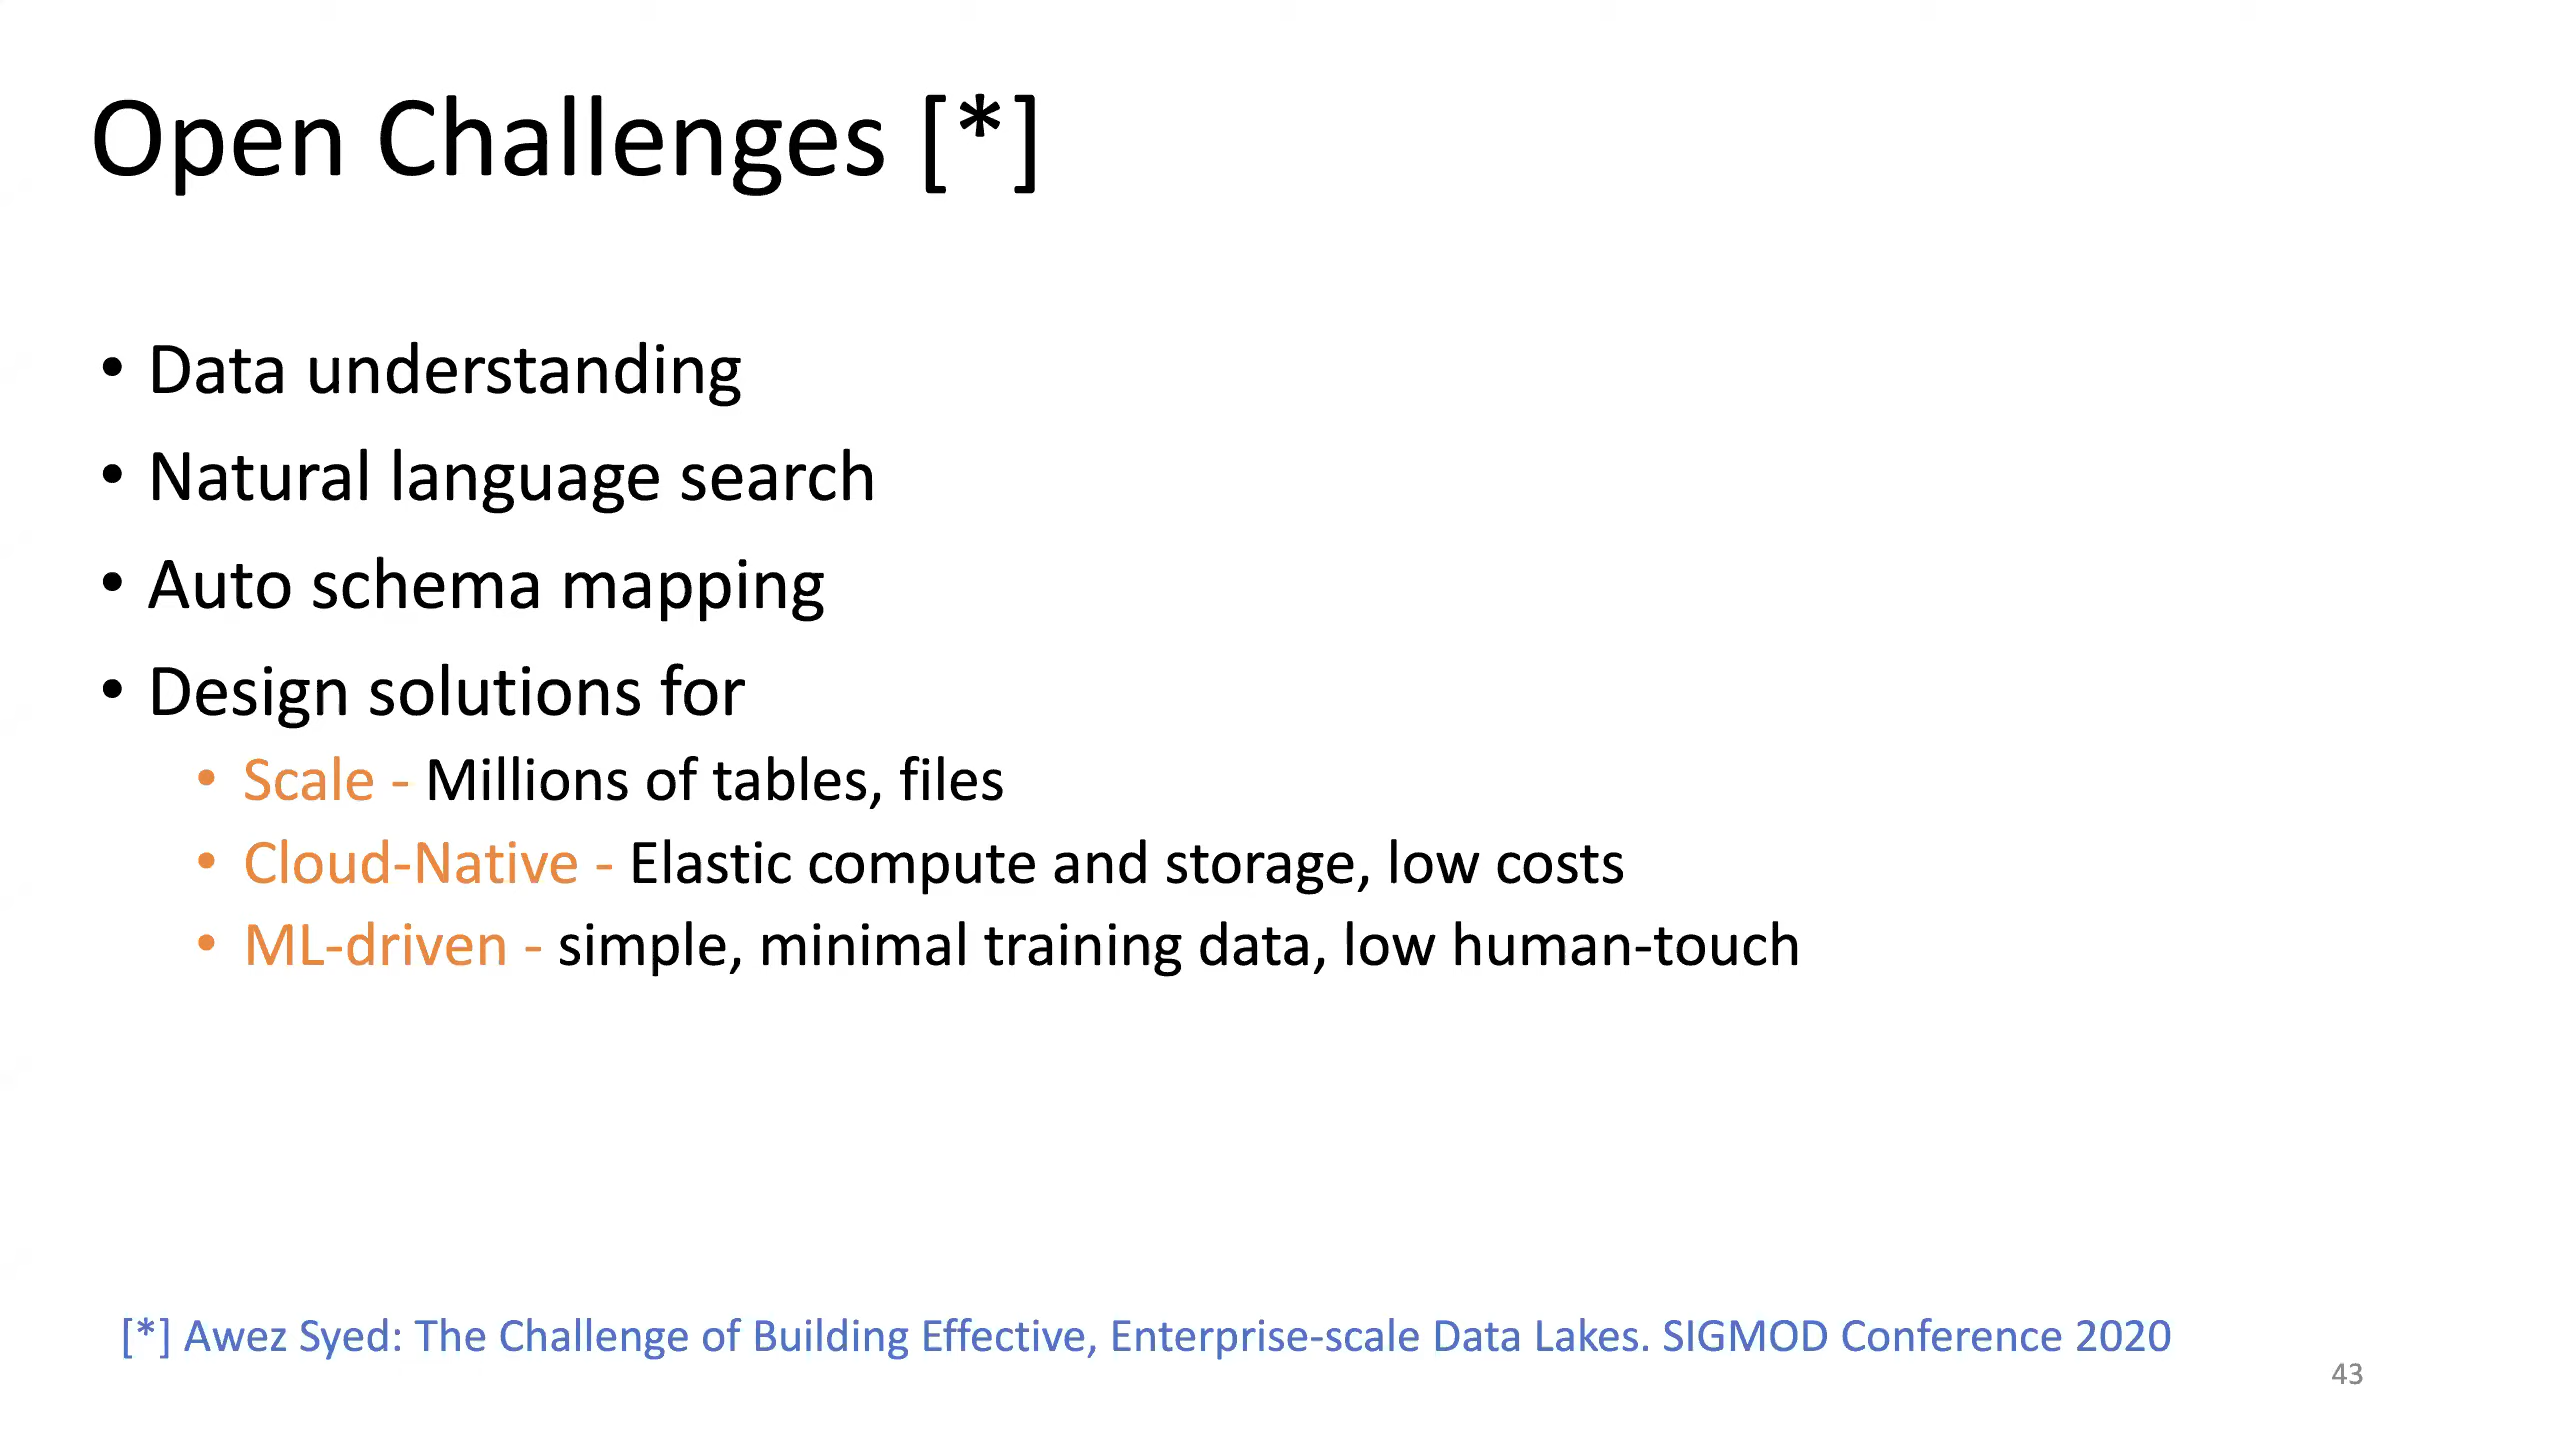 Open Challenges [*]
• Data understanding
• Natural language search
• Auto schema mapping
• Design solutions for
• Scale - Millions of tables, files
• Cloud-Native - Elastic compute and storage, low costs
• ML-driven - simple, minimal training data, low human-touch
[*] Awez Syed: The Challenge of Building Effective, Enterprise-scale Data Lakes. SIGMOD Conference 2020
43